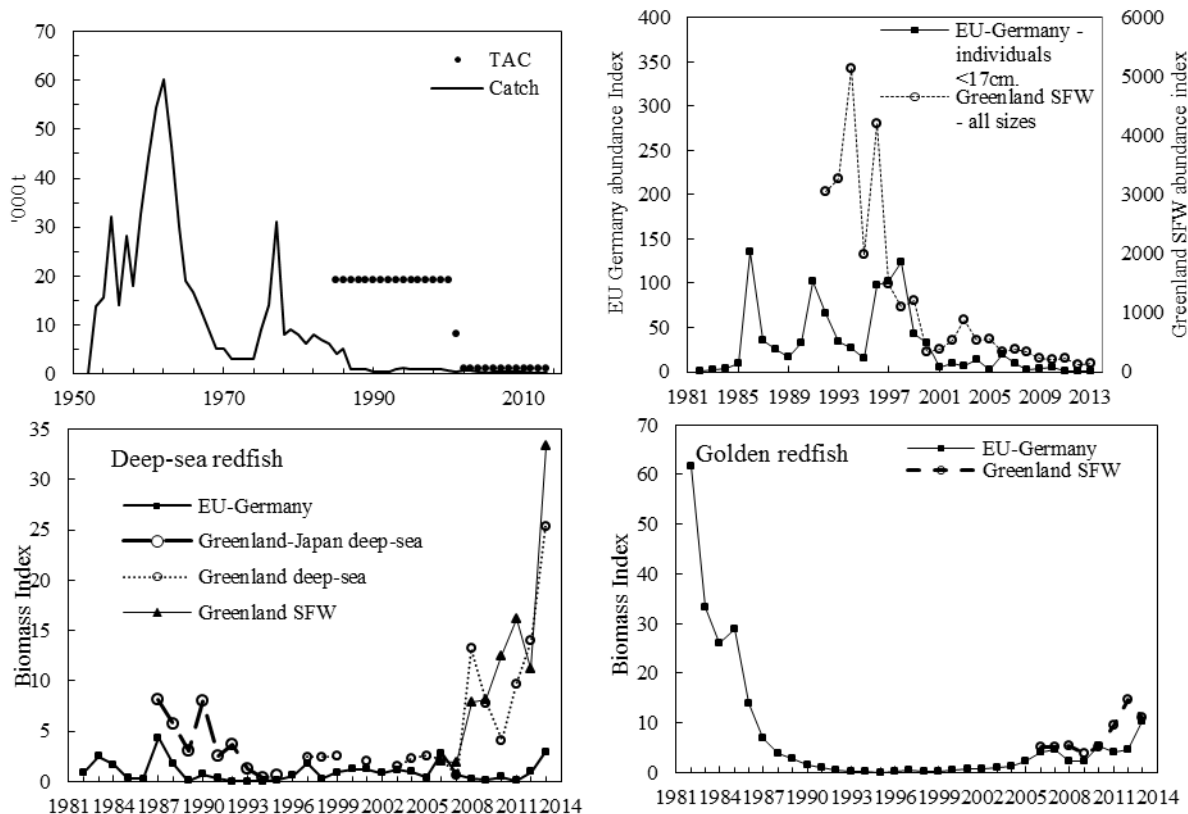 70
60
50
40
30
20
10
0
'000 t
TAC
Catch
1950
1970
1990
2010
400
350
300
250
200
150
100
50
0
EU Germany abundance Index
EU-Germany -
individuals
<17cm.
Greenland SFW
- all sizes
6000
5000
4000
3000
2000
1000
0
Greenland SFW abundance index
1981 1985 1989 1993 1997 2001 2005 2009 2013
35
30
25
20
15
10
5
0
Biomass Index
Deep-sea redfish
EU-Germany
Greenland-Japan deep-sea
Greenland deep-sea
Greenland SFW
1981 1984 1987 1990 1993 1996 1999 2002 2005 2008 2011 2014
70
60
50
40
30
20
10
0
Biomass Index
Golden redfish
EU-Germany
Greenland SFW
1981 1984 1987 1990 1993 1996 1999 2002 2005 2008 2011 2014